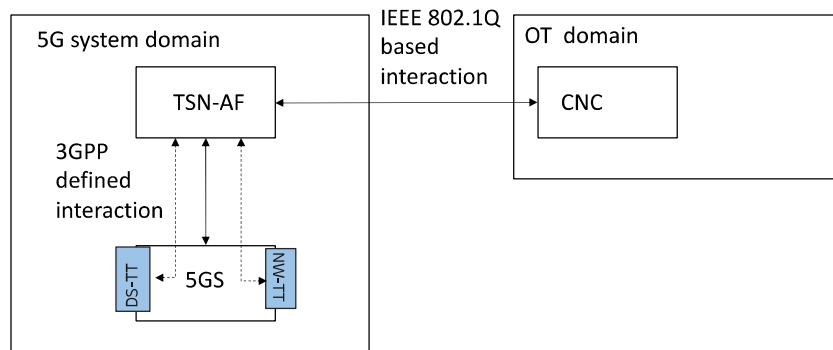 5G system domain
IEEE 802.1Q
based
interaction
OT domain
TSN-AF
CNC
3GPP
defined
interaction
DS-TT
5GS
NW-TT